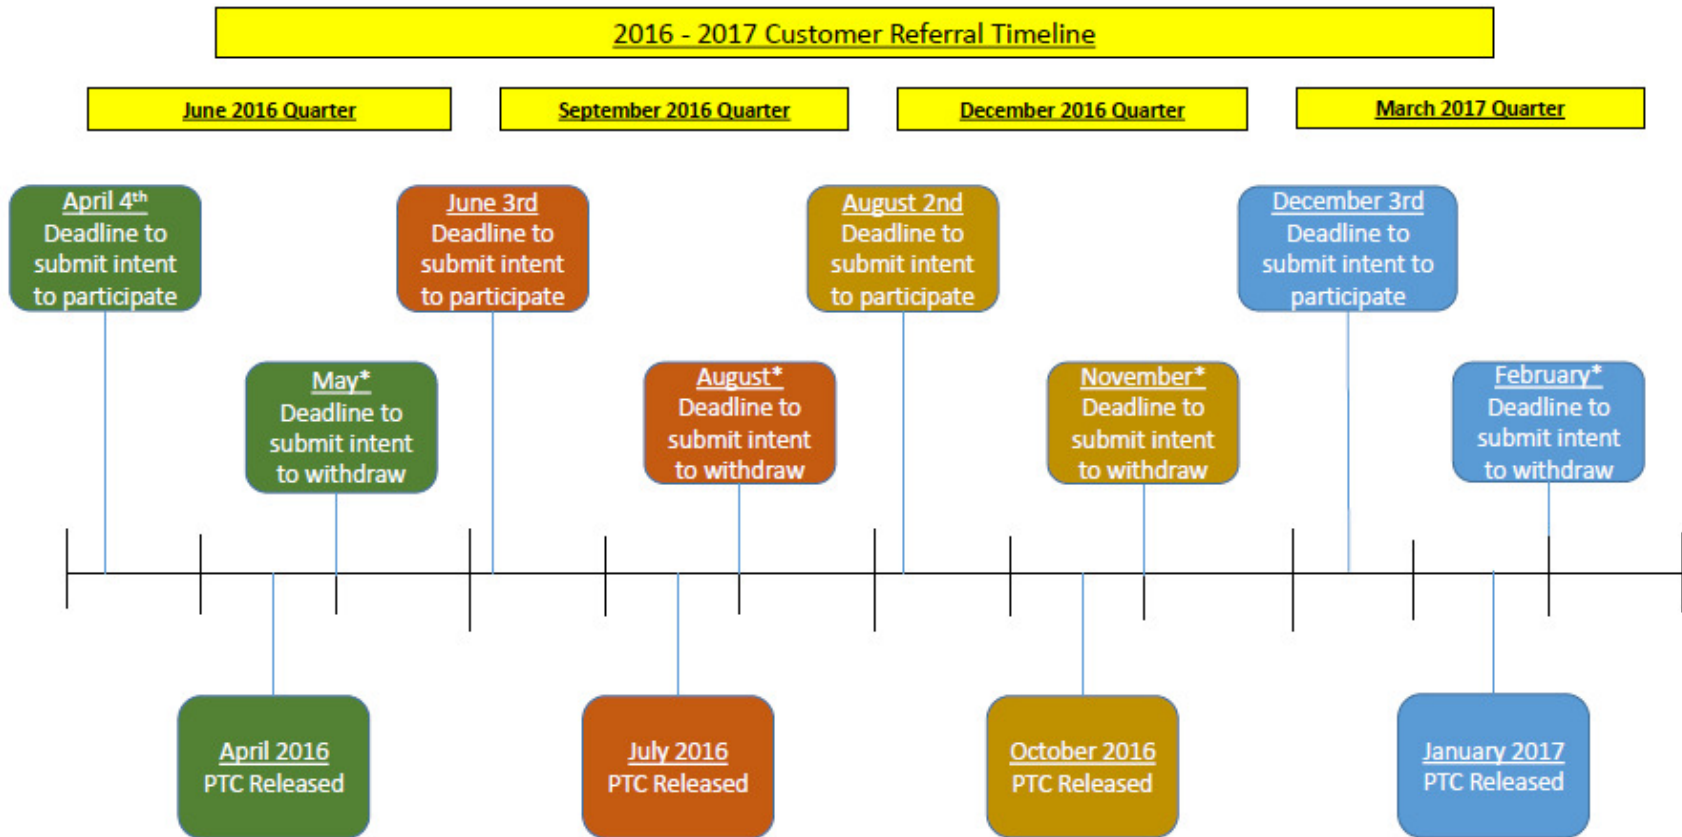 2016 - 2017 Customer Referral Timeline
June 2016 Quarter
September 2016 Quarter
December 2016 Quarter
March 2017 Quarter
April 4th
Deadline to
submit intent
to participate
June 3rd
Deadline to
submit intent
to participate
August 2nd
Deadline to
submit intent
to participate
December 3rd
Deadline to
submit intent to
participate
May*
Deadline to
submit intent
to withdraw
August*
Deadline to
submit intent
to withdraw
November*
Deadline to
submit intent
to withdraw
February*
Deadline to
submit intent
to withdraw
April 2016
PTC Released
July 2016
PTC Released
October 2016
PTC Released
January 2017
PTC Released